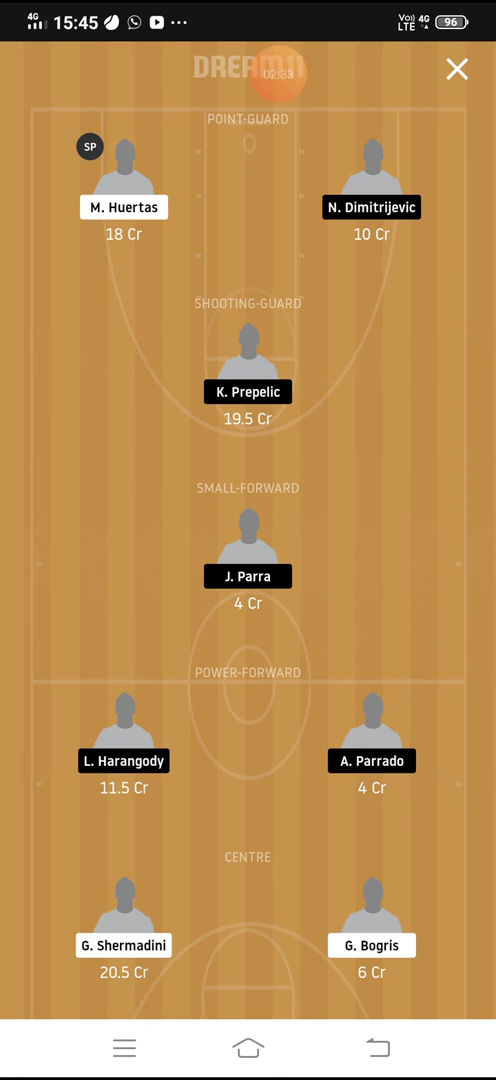 4G 15:45 Vo) 4G LTE 96
DREAM11
02:33
POINT-GUARD
SP
M. Huertas N. Dimitrijevic
18 Cr 10 Cr
SHOOTING-GUARD
K. Prepelic
19.5 Cr
SMALL-FORWARD
J. Parra
4 Cr
POWER-FORWARD
L. Harangody A. Parrado
11.5 Cr 4 Cr
CENTRE
G. Shermadini G. Bogris
20.5 Cr 6 Cr